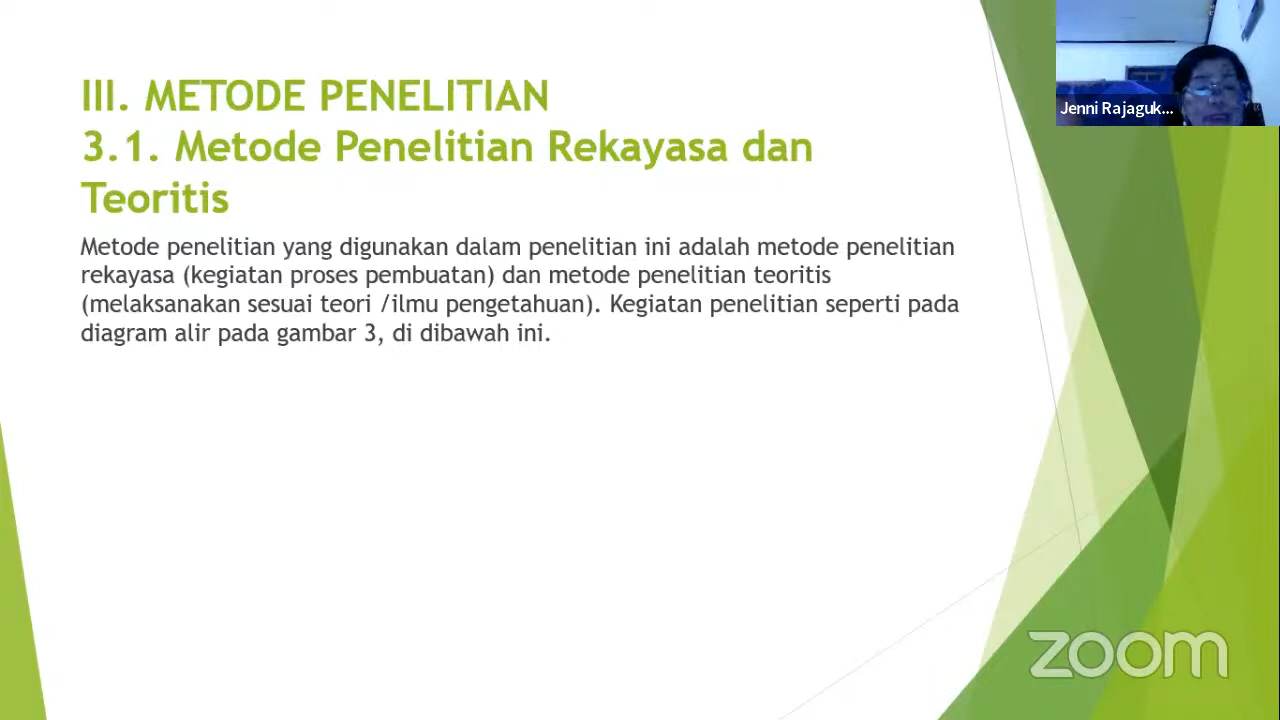 III. METODE PENELITIAN
3.1. Metode Penelitian Rekayasa dan
Teoritis
Metode penelitian yang digunakan dalam penelitian ini adalah metode penelitian
rekayasa (kegiatan proses pembuatan) dan metode penelitian teoritis
(melaksanakan sesuai teori /ilmu pengetahuan). Kegiatan penelitian seperti pada
diagram alir pada gambar 3, di dibawah ini.
Jenni Rajaguk...
zoom